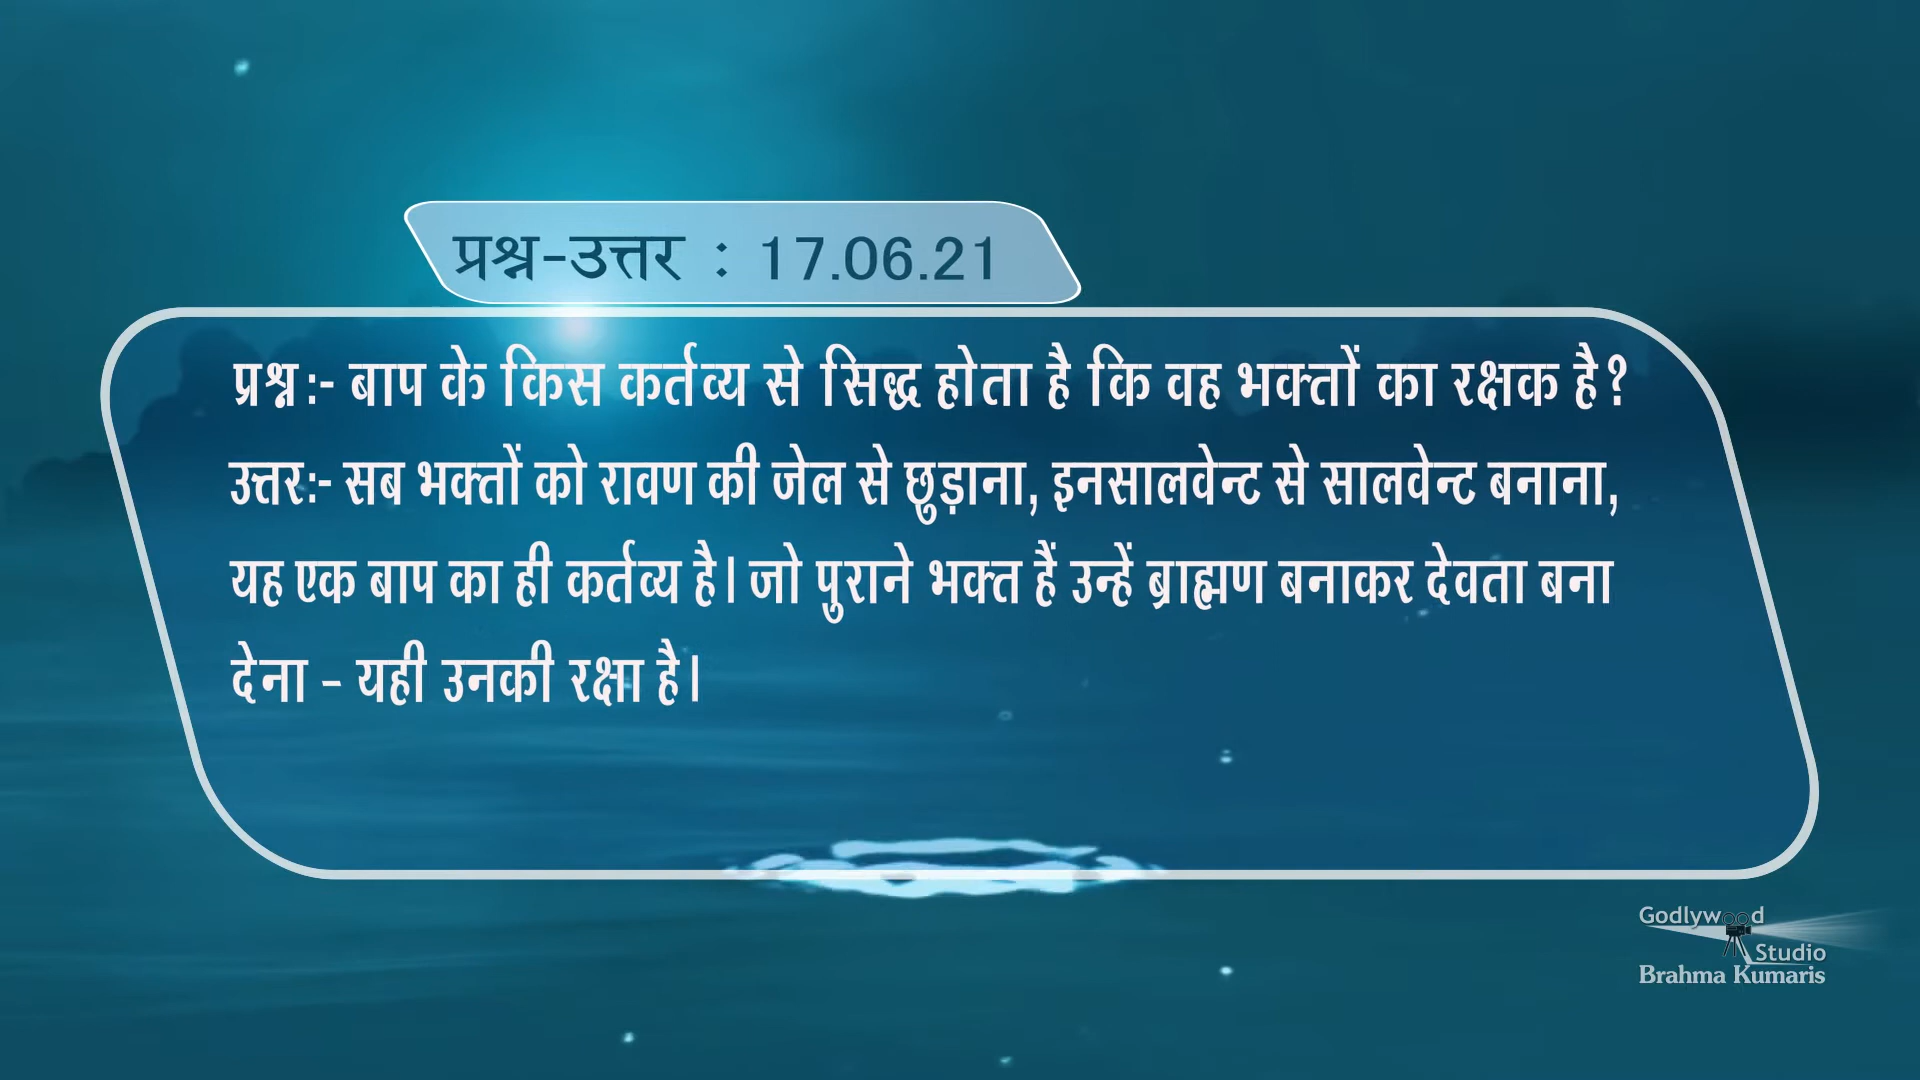 प्रश्न-उत्तर : 17.06.21
प्रश्न:- बाप के किस कर्तव्य से सिद्ध होता है कि वह भक्तों का रक्षक है?
उत्तर:- सब भक्तों को रावण की जेल से छुड़ाना, इनसालवेन्ट से सालवेन्ट बनाना,
यह एक बाप का ही कर्तव्य है। जो पुराने भक्त हैं उन्हें ब्राह्मण बनाकर देवता बना
देना – यही उनकी रक्षा है।
Godlywood
Studio
Brahma Kumaris